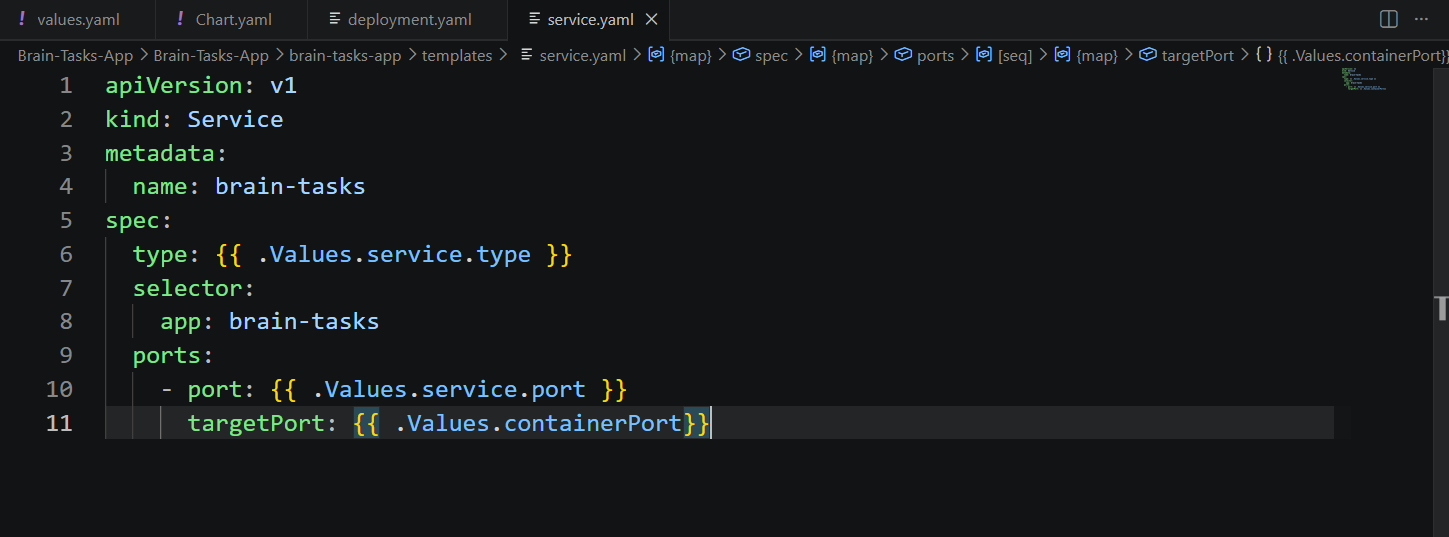 ! values.yaml ! Chart.yaml deployment.yaml service.yaml
Brain-Tasks-App > Brain-Tasks-App > brain-tasks-app > templates > service.yaml > {map} > spec > {map} > ports > [seq] > {map} > targetPort > {} {{ .Values.containerPort}}
1 apiVersion: v1
2 kind: Service
3 metadata:
4   name: brain-tasks
5 spec:
6   type: {{ .Values.service.type }}
7   selector:
8     app: brain-tasks
9   ports:
10     - port: {{ .Values.service.port }}
11       targetPort: {{ .Values.containerPort}}